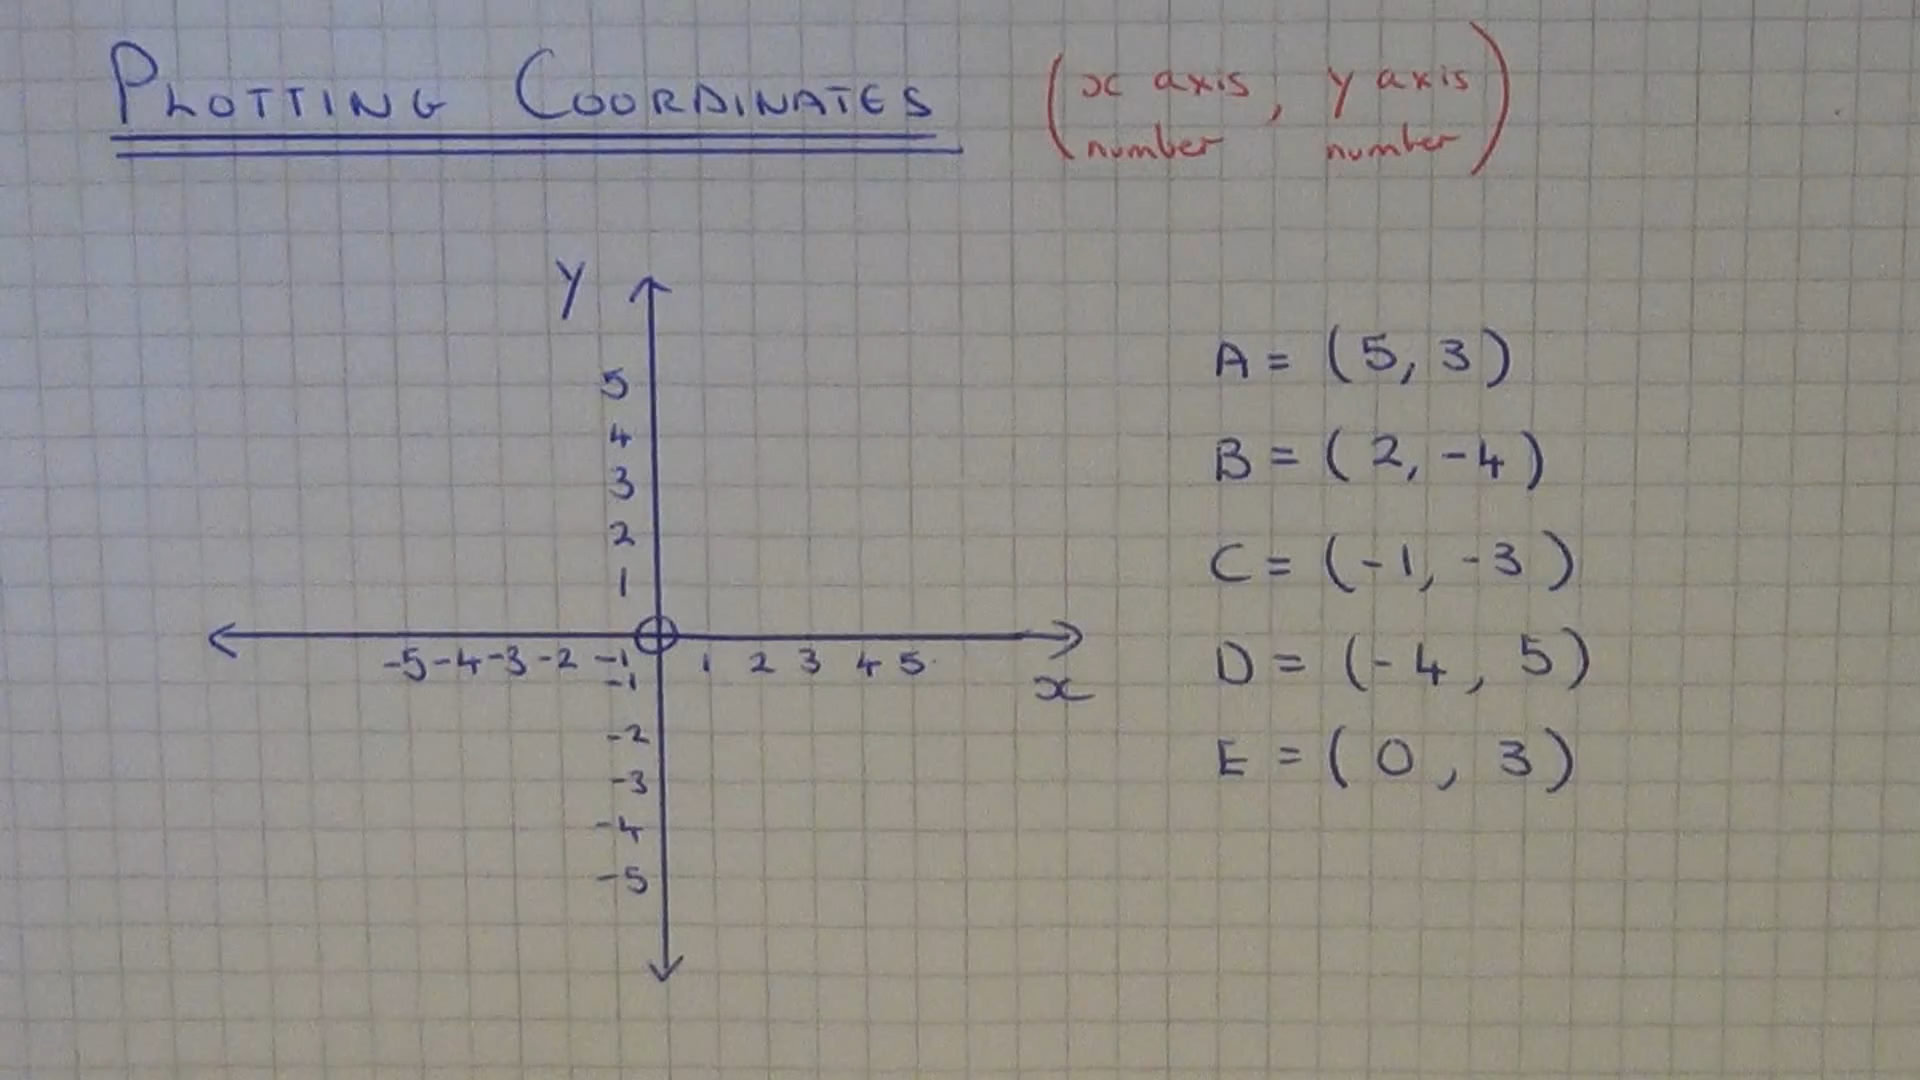 PLOTTING COORDINATES
(x axis number, y axis number)
y
5
4
3
2
1
-5 -4 -3 -2 -1 1 2 3 4 5
x
-1
-2
-3
-4
-5
A = (5, 3)
B = (2, -4)
C = (-1, -3)
D = (-4, 5)
E = (0, 3)